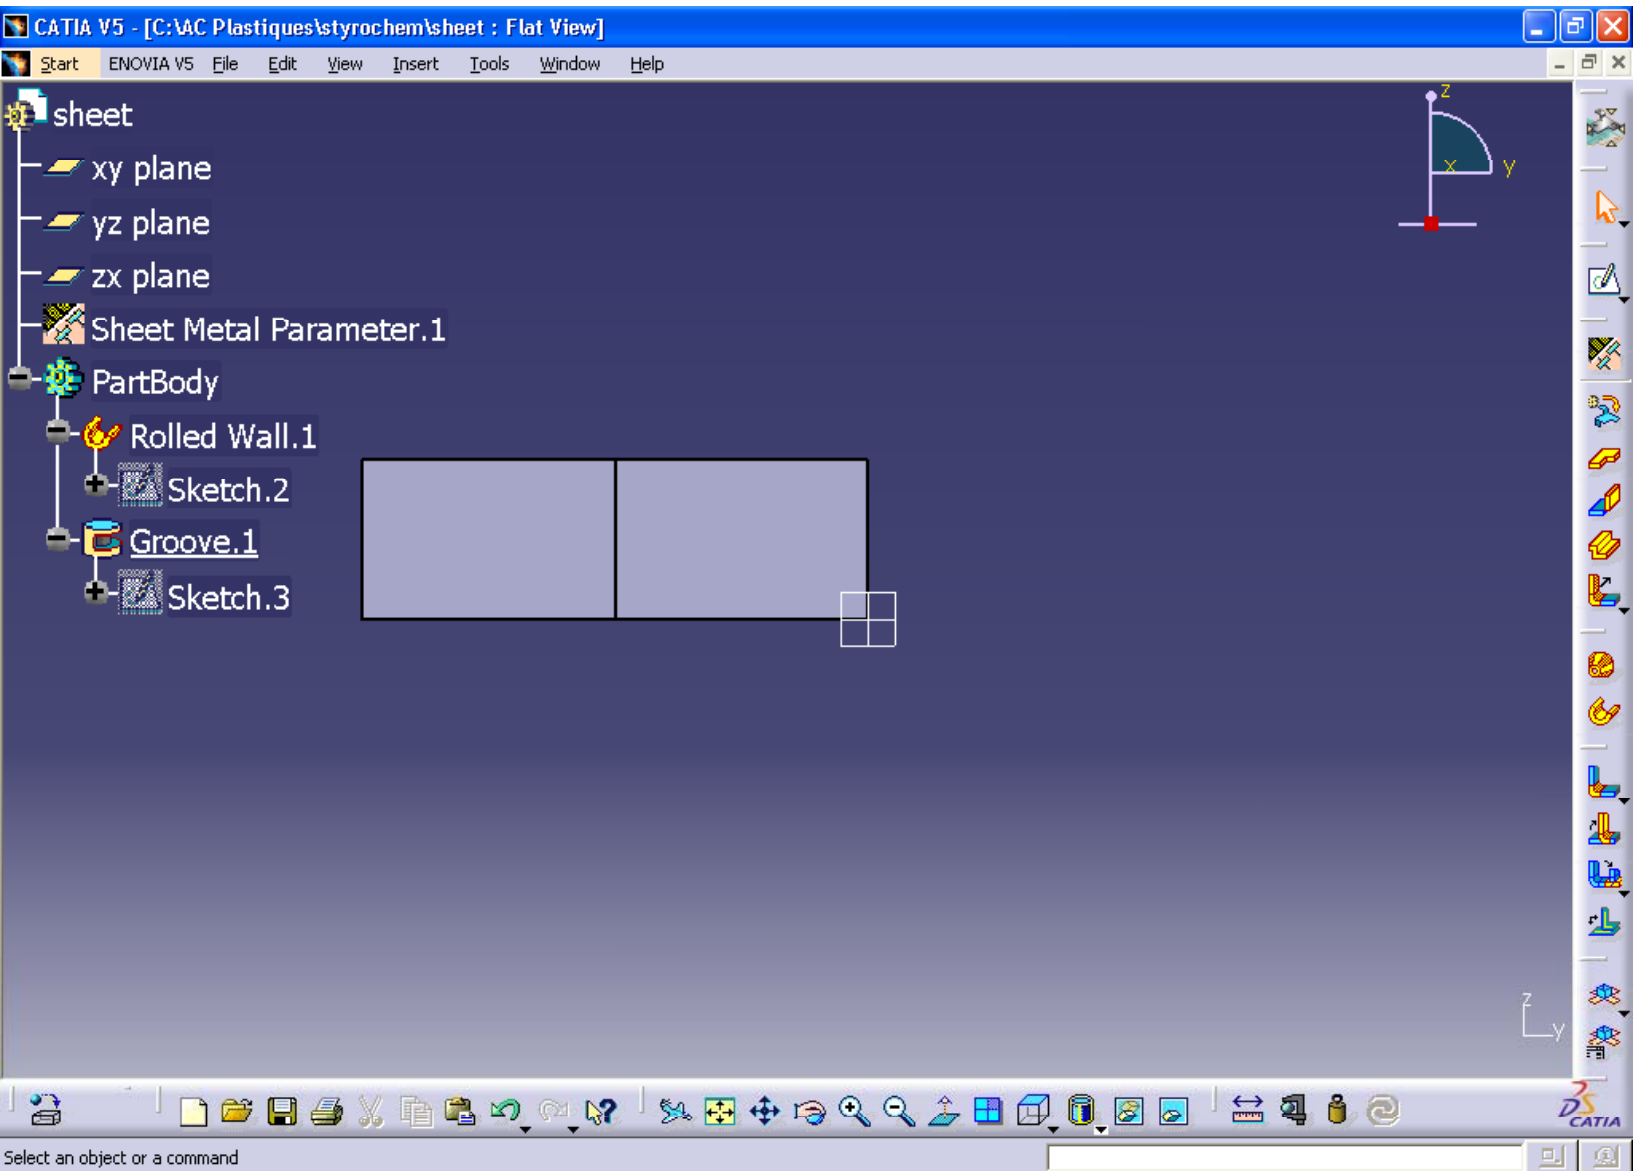 CATIA V5 - [C:\AC Plastiques\styrochem\sheet : Flat View]
Start ENOVIA V5 File Edit View Insert Tools Window Help
sheet
xy plane
yz plane
zx plane
Sheet Metal Parameter.1
PartBody
Rolled Wall.1
Sketch.2
Groove.1
Sketch.3
z
x
y
z
y
CATIA
Select an object or a command